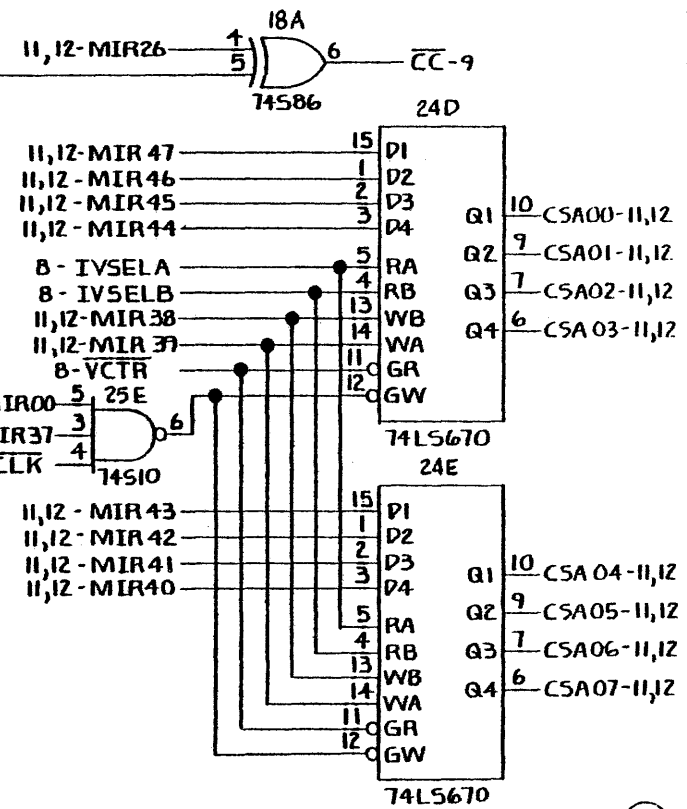 18A
11,12-MIR26 4 6 C̅C̅-9
5
74S86
24D
11,12-MIR47 15 D1
11,12-MIR46 1 D2
11,12-MIR45 2 D3
11,12-MIR44 3 D4
Q1 10 CSA00-11,12
Q2 9 CSA01-11,12
Q3 7 CSA02-11,12
Q4 6 CSA03-11,12
8-IVSELA 5 RA
8-IVSELB 4 RB
11,12-MIR38 13 WB
11,12-MIR39 14 WA
8-V̅C̅T̅R̅ 11 GR
12 GW
25E
IR00 5 6
IR37 3
CLK 4
74S10
74LS670
24E
11,12-MIR43 15 D1
11,12-MIR42 1 D2
11,12-MIR41 2 D3
11,12-MIR40 3 D4
Q1 10 CSA04-11,12
Q2 9 CSA05-11,12
Q3 7 CSA06-11,12
Q4 6 CSA07-11,12
5 RA
4 RB
13 WB
14 WA
11 GR
12 GW
74LS670